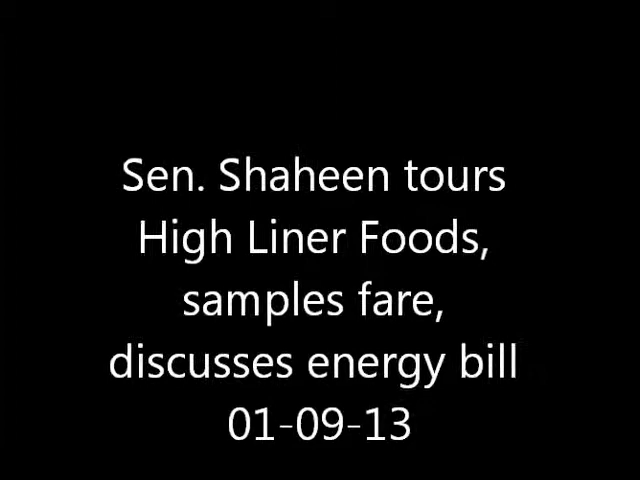 Sen. Shaheen tours
High Liner Foods,
samples fare,
discusses energy bill
01-09-13